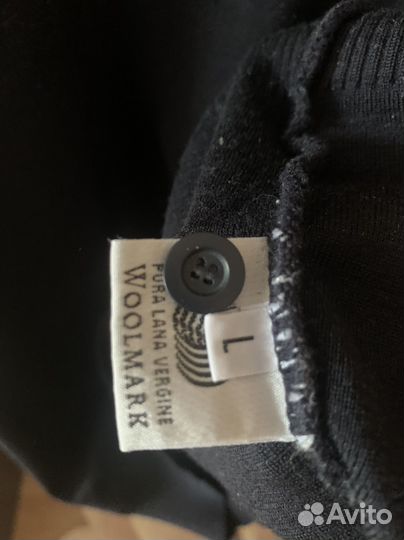 L
PURA LANA VERGINE
WOOLMARK
Avito